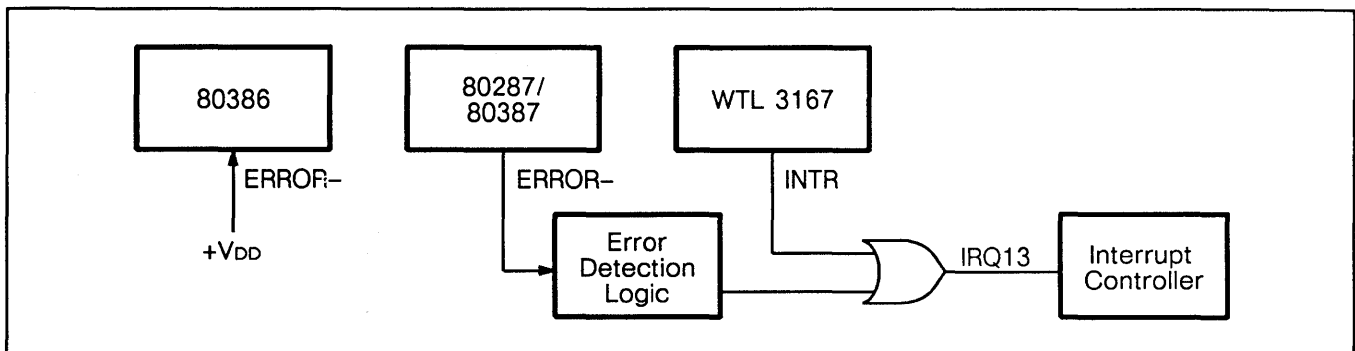 80386
80287/
80387
WTL 3167
ERROR–
ERROR–
INTR
+VDD
Error
Detection
Logic
IRQ13
Interrupt
Controller